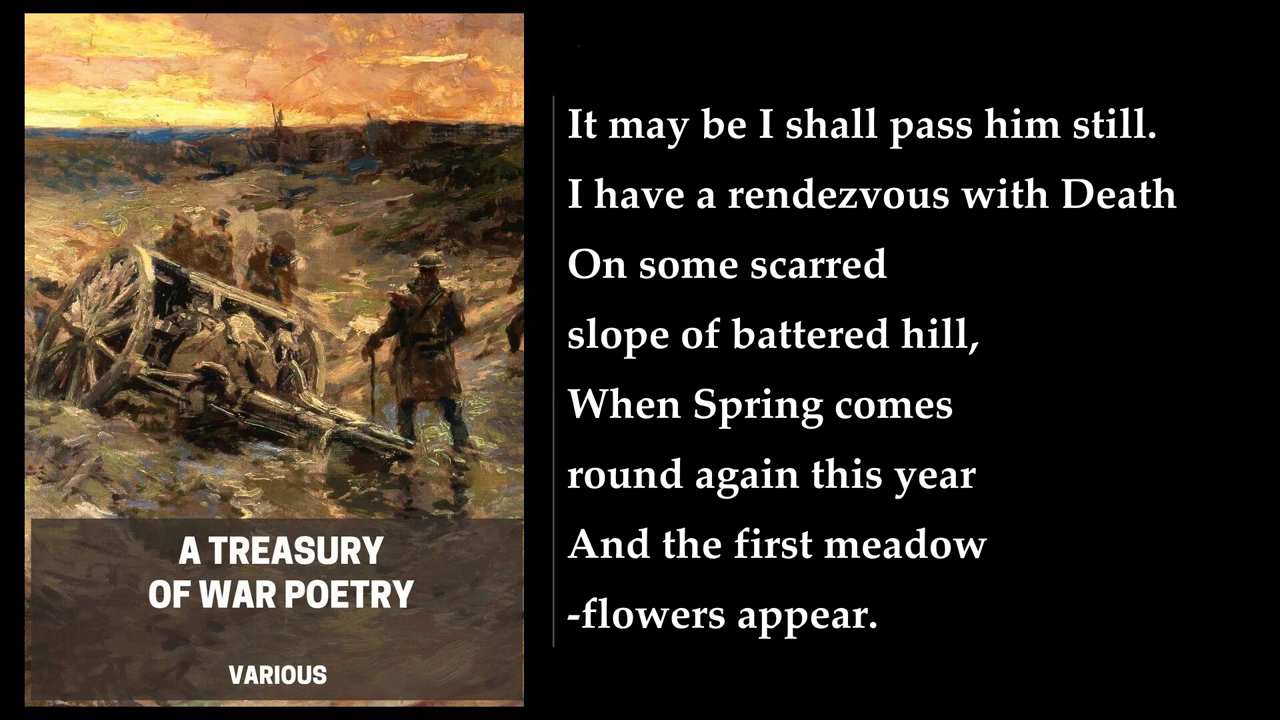 A TREASURY
OF WAR POETRY
VARIOUS
It may be I shall pass him still.
I have a rendezvous with Death
On some scarred
slope of battered hill,
When Spring comes
round again this year
And the first meadow
-flowers appear.